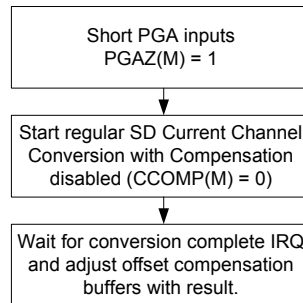 Short PGA inputs
PGAZ(M) = 1
Start regular SD Current Channel
Conversion with Compensation
disabled (CCOMP(M) = 0)
Wait for conversion complete IRQ
and adjust offset compensation
buffers with result.